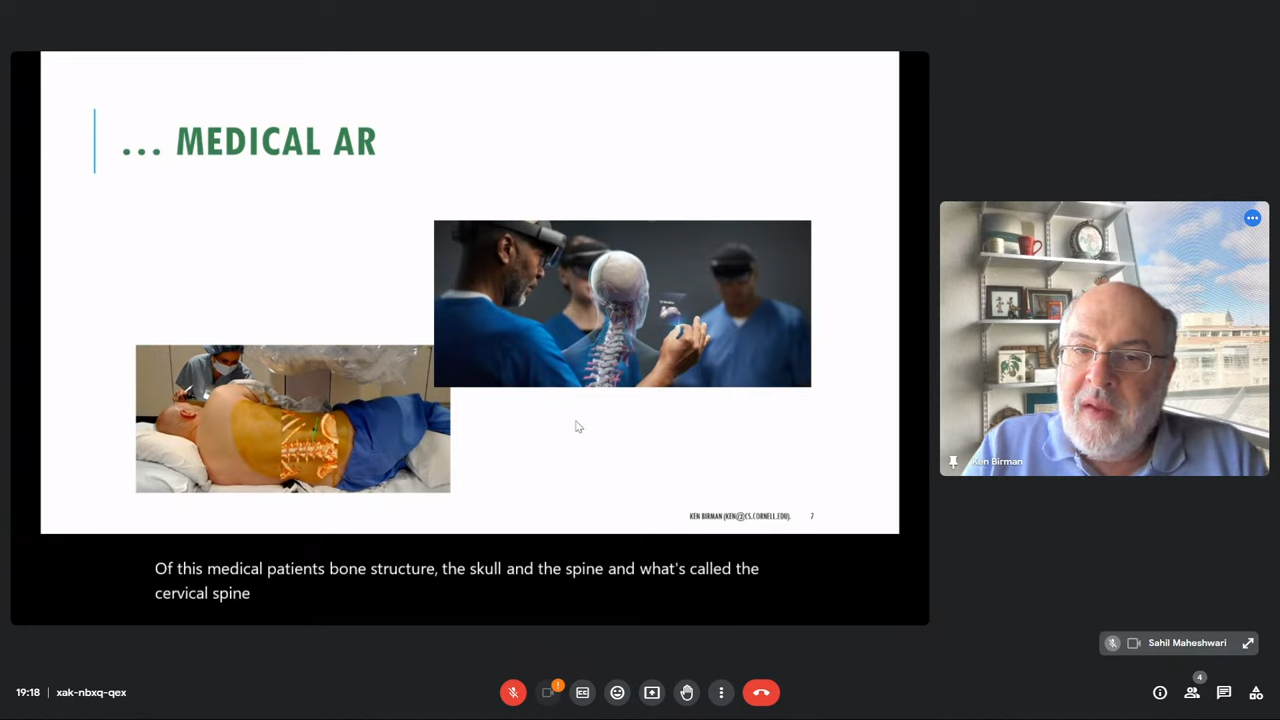 ... MEDICAL AR
KEN BIRMAN (KEN@CS.CORNELL.EDU). 7
Of this medical patients bone structure, the skull and the spine and what's called the
cervical spine
Ken Birman
Sahil Maheshwari
19:18 | xak-nbxq-qex
4